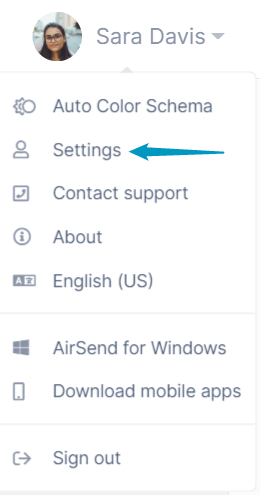 Sara Davis
Auto Color Schema
Settings
Contact support
About
English (US)
AirSend for Windows
Download mobile apps
Sign out